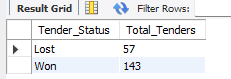 Result Grid Filter Rows:
Tender_Status Total_Tenders
Lost 57
Won 143